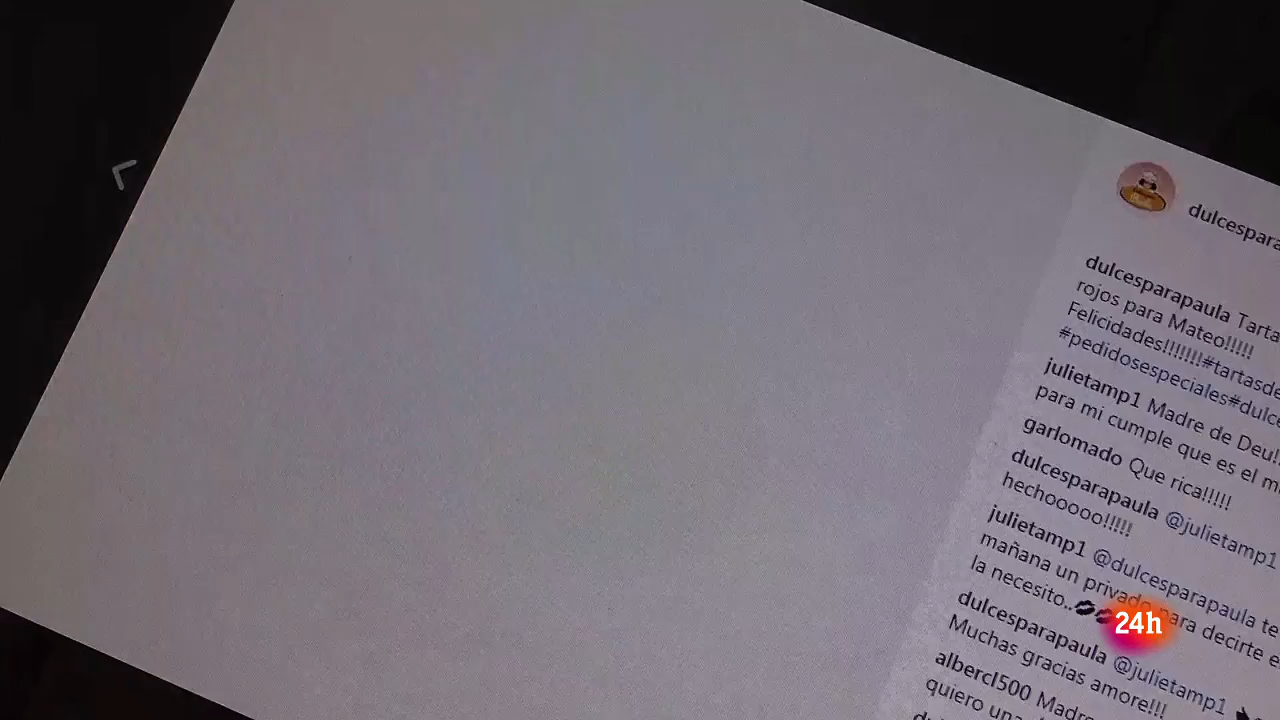 dulcespara
dulcesparapaula Tarta
rojos para Mateo!!!!!
Felicidades!!!!!!!#tartasde
#pedidosespeciales#dulce
julietamp1 Madre de Deu!
para mi cumple que es el m
garlomado Que rica!!!!!
dulcesparapaula @julietamp1
hechooooo!!!!!
julietamp1 @dulcesparapaula te
mañana un privado para decirte e
la necesito..
24h
dulcesparapaula @julietamp1
Muchas gracias amore!!!
albercl500 Madre
quiero una